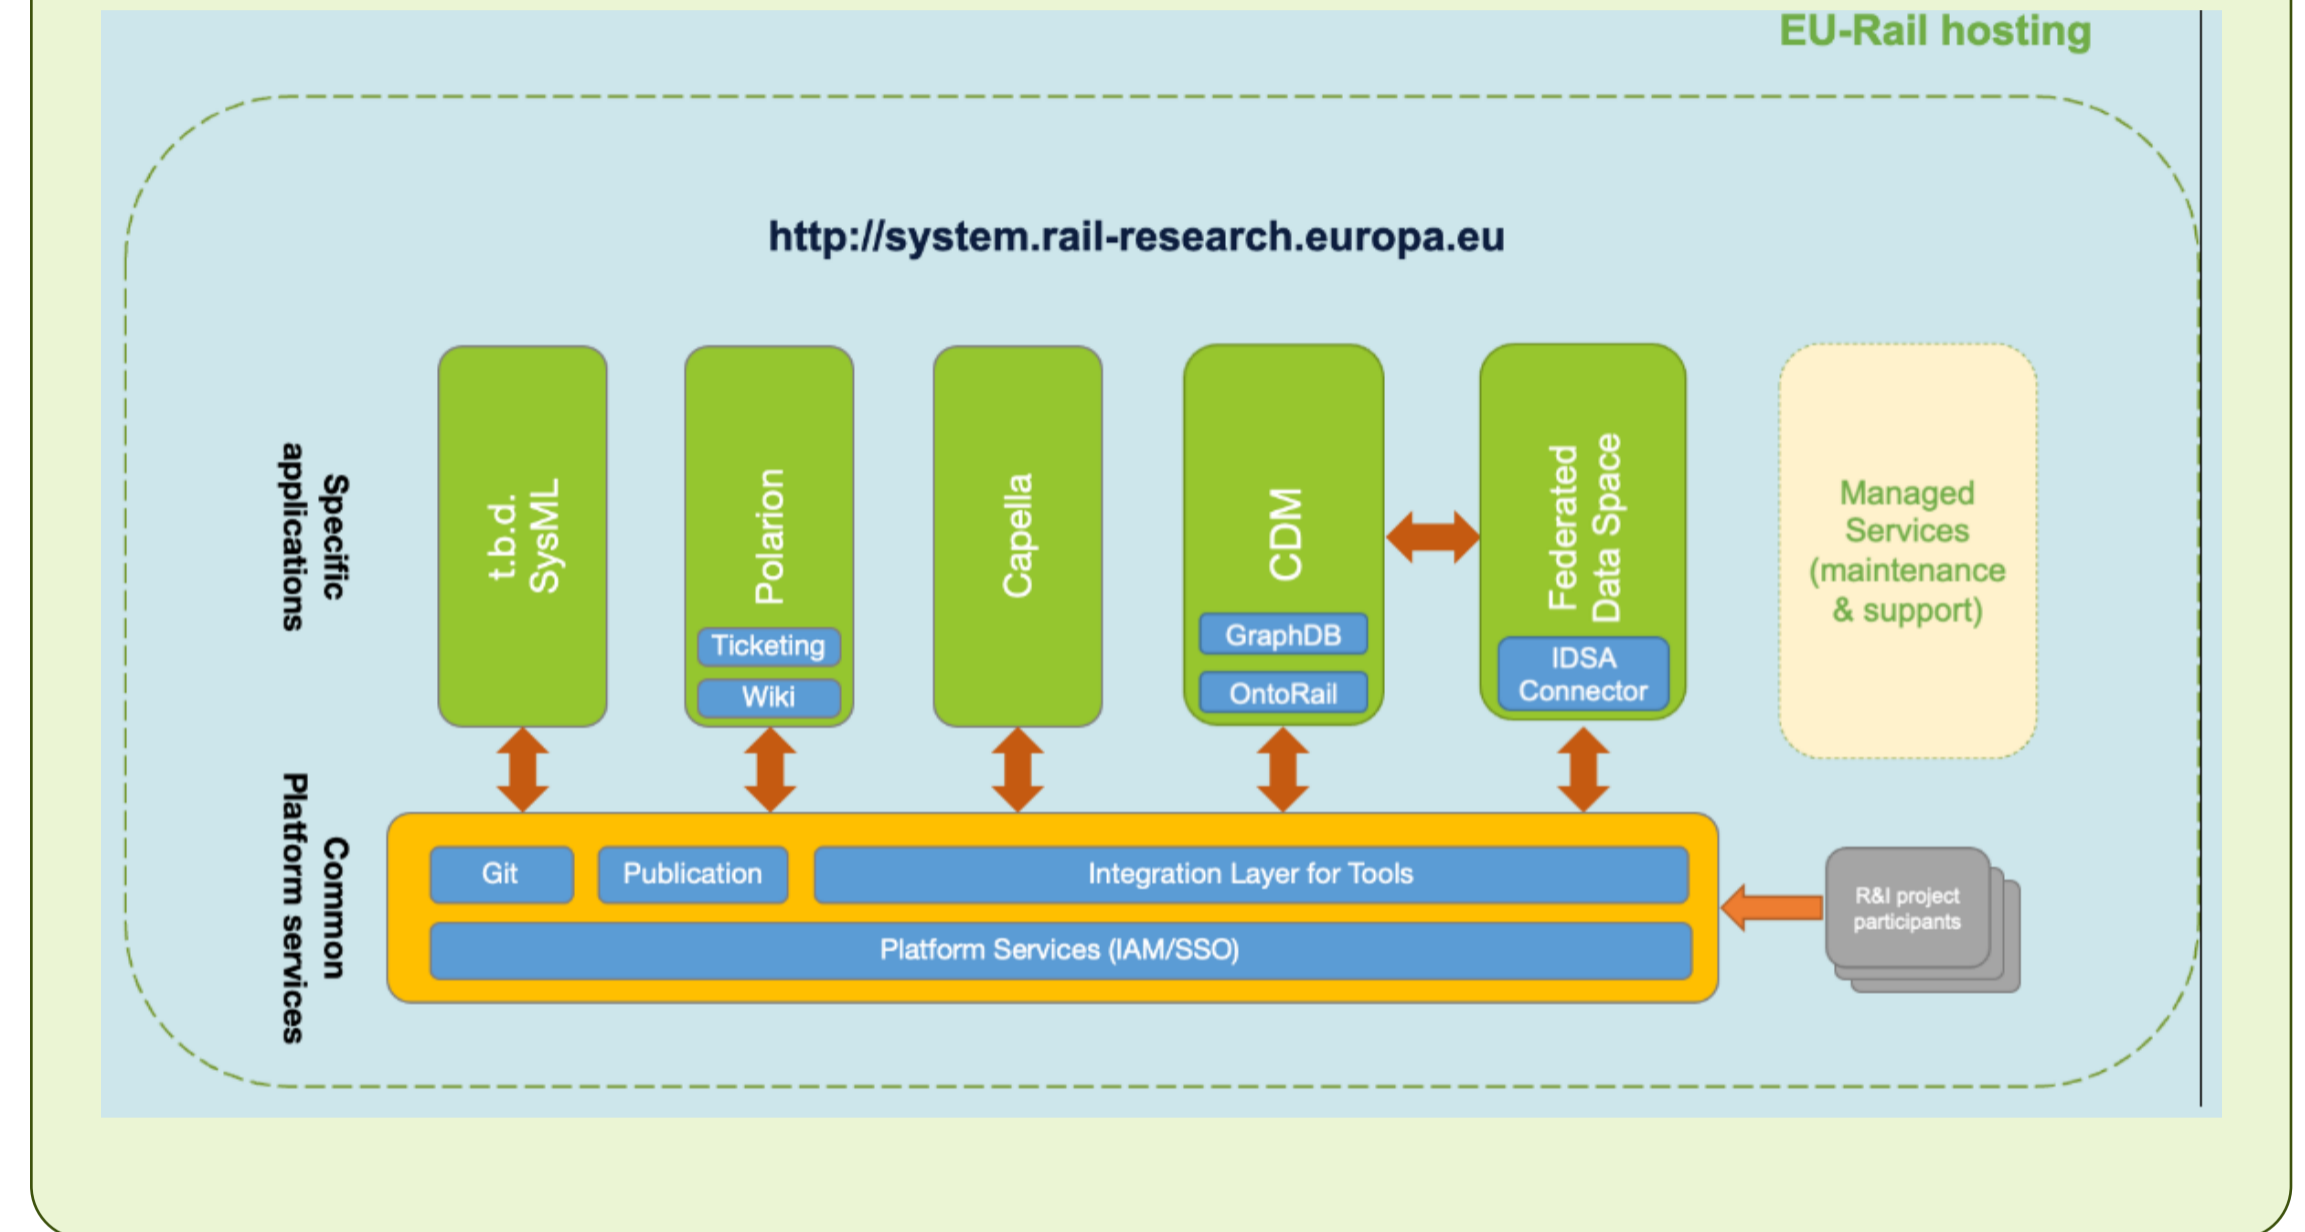 EU-Rail hosting
http://system.rail-research.europa.eu
Specific
applications
t.b.d.
SysML
Polarion
Ticketing
Wiki
Capella
CDM
GraphDB
OntoRail
Federated
Data Space
IDSA
Connector
Managed
Services
(maintenance
& support)
Common
Platform services
Git
Publication
Integration Layer for Tools
Platform Services (IAM/SSO)
R&I project
participants